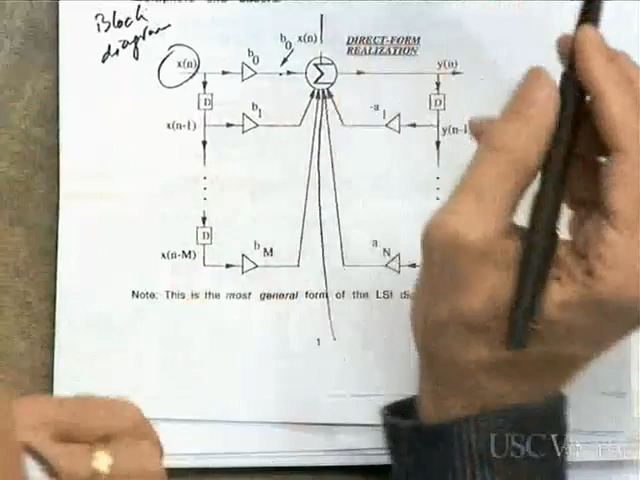 Block
diagram
x(n)
b0
b0 x(n)
DIRECT-FORM
REALIZATION
Σ
y(n)
D
D
x(n-1)
b1
-a1
y(n-1
D
x(n-M)
bM
aN
Note: This is the most general form of the LSI
1
USC